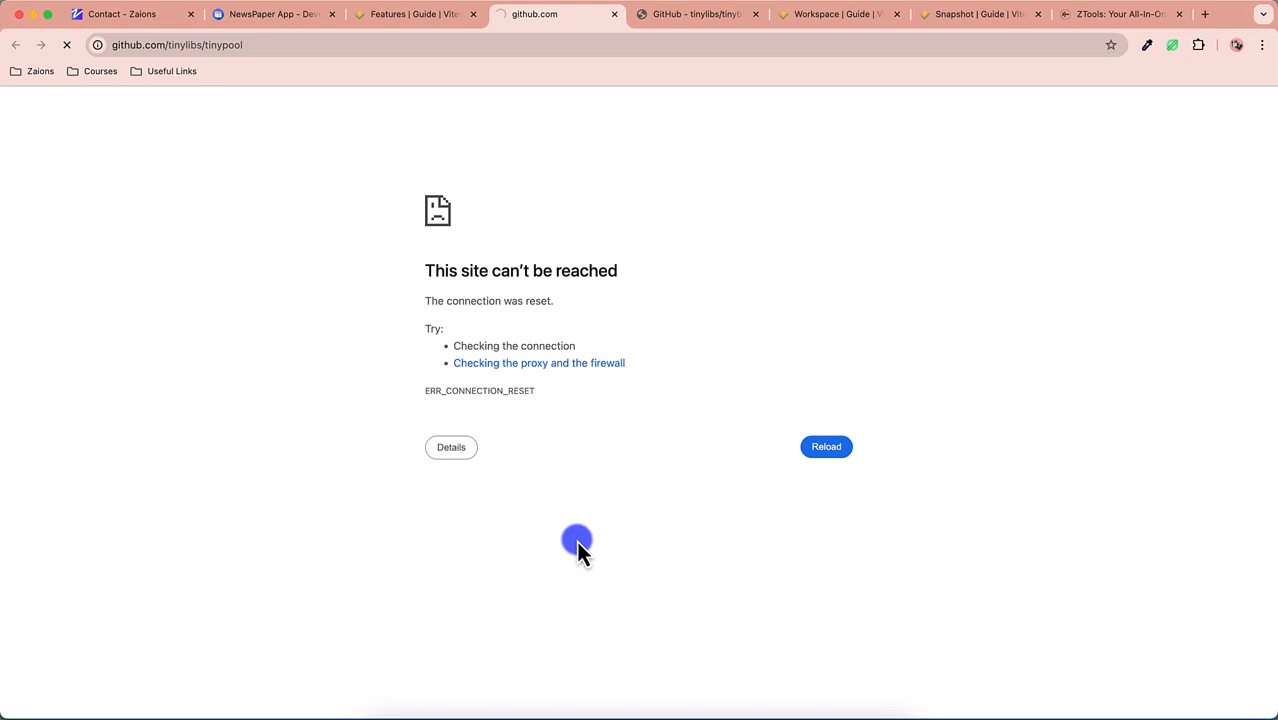 Contact - Zaions
NewsPaper App - Dev
Features | Guide | Vite
github.com
GitHub - tinylibs/tinyb
Workspace | Guide | V
Snapshot | Guide | Vit
ZTools: Your All-In-On
github.com/tinylibs/tinypool
Zaions
Courses
Useful Links
This site can't be reached
The connection was reset.
Try:
• Checking the connection
• Checking the proxy and the firewall
ERR_CONNECTION_RESET
Details
Reload